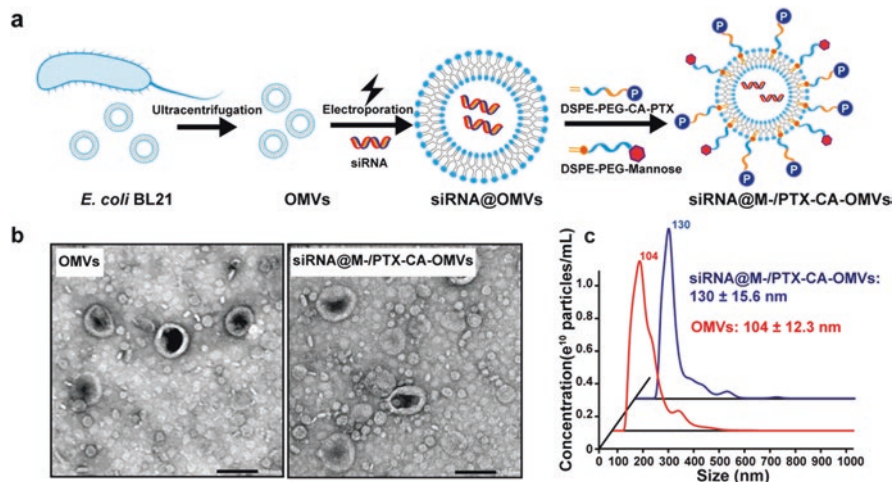 a
Ultracentrifugation
Electroporation
siRNA
DSPE-PEG-CA-PTX
DSPE-PEG-Mannose
P
P
P
P
P
P
P
P
P
E. coli BL21
OMVs
siRNA@OMVs
siRNA@M-/PTX-CA-OMVs
b
OMVs
siRNA@M-/PTX-CA-OMVs
c
130
104
siRNA@M-/PTX-CA-OMVs:
130 ± 15.6 nm
OMVs: 104 ± 12.3 nm
Concentration(e¹⁰ particles/mL)
1.0
0.8
0.6
0.4
0.2
0.1
0 100 200 300 400 500 600 700 800 900 1000
Size (nm)